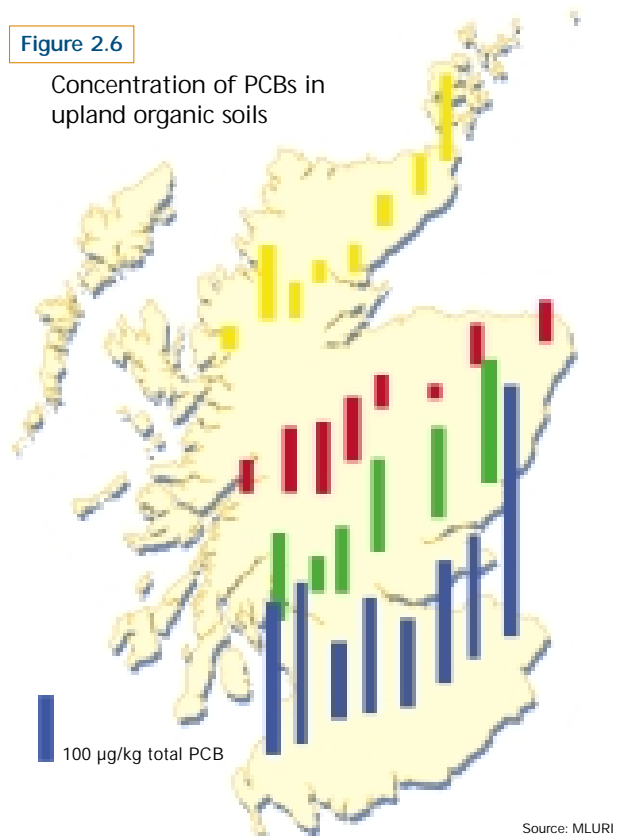 Figure 2.6
Concentration of PCBs in
upland organic soils
100 µg/kg total PCB
Source: MLURI